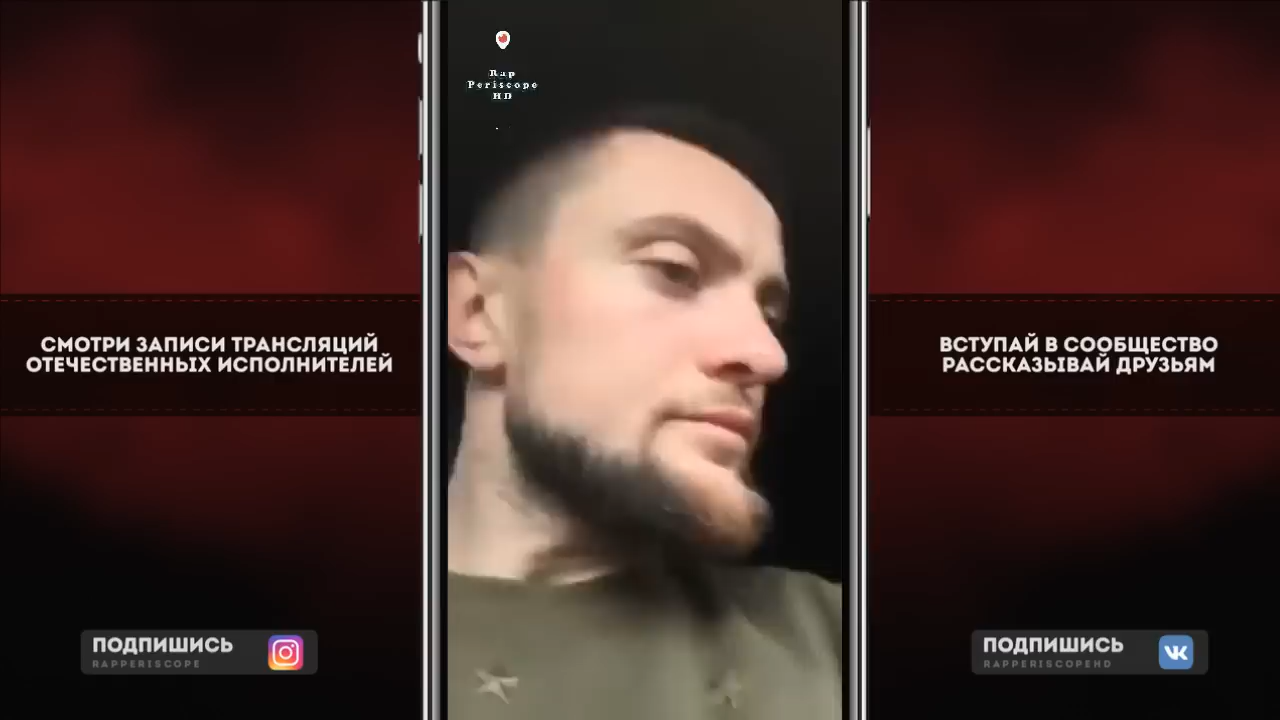 Rap
Periscope
HD
СМОТРИ ЗАПИСИ ТРАНСЛЯЦИЙ
ОТЕЧЕСТВЕННЫХ ИСПОЛНИТЕЛЕЙ
ВСТУПАЙ В СООБЩЕСТВО
РАССКАЗЫВАЙ ДРУЗЬЯМ
ПОДПИШИСЬ
RAPPERISCOPE
ПОДПИШИСЬ
RAPPERISCOPEHD